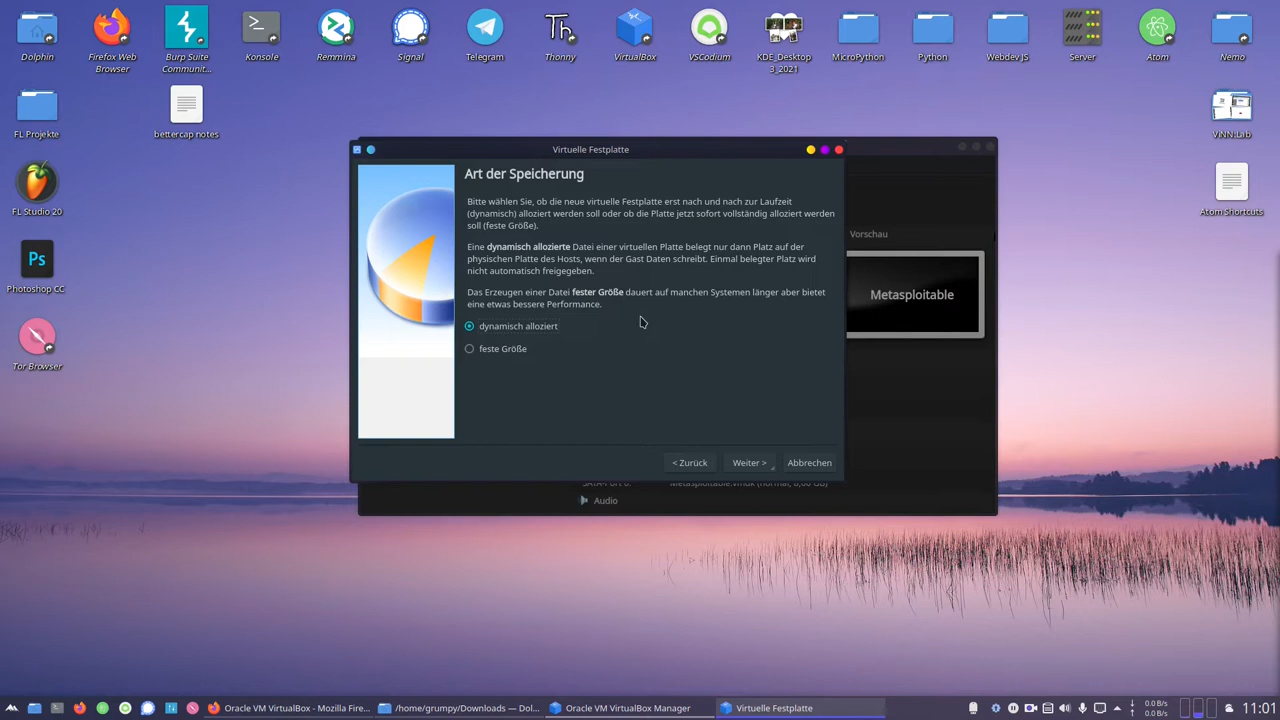 Dolphin
Firefox Web
Browser
Burp Suite
Communit...
Konsole
Remmina
Signal
Telegram
Th
Thonny
VirtualBox
VSCodium
KDE_Desktop
3_2021
MicroPython
Python
Webdev JS
Server
Atom
Nemo
FL Projekte
bettercap notes
ViNN:Lab
FL Studio 20
Atom Shortcuts
Ps
Photoshop CC
Tor Browser
Virtuelle Festplatte
Art der Speicherung
Bitte wählen Sie, ob die neue virtuelle Festplatte erst nach und nach zur Laufzeit
(dynamisch) alloziert werden soll oder ob die Platte jetzt sofort vollständig alloziert werden
soll (feste Größe).
Eine dynamisch allozierte Datei einer virtuellen Platte belegt nur dann Platz auf der
physischen Platte des Hosts, wenn der Gast Daten schreibt. Einmal belegter Platz wird
nicht automatisch freigegeben.
Das Erzeugen einer Datei fester Größe dauert auf manchen Systemen länger aber bietet
eine etwas bessere Performance.
dynamisch alloziert
feste Größe
< Zurück
Weiter >
Abbrechen
Vorschau
Metasploitable
SATA-Port 0:
Metasploitable.vmdk (normal, 8,00 GB)
Audio
Oracle VM VirtualBox - Mozilla Fire...
/home/grumpy/Downloads — Dol...
Oracle VM VirtualBox Manager
Virtuelle Festplatte
0.0 B/s
0.0 B/s
11:01